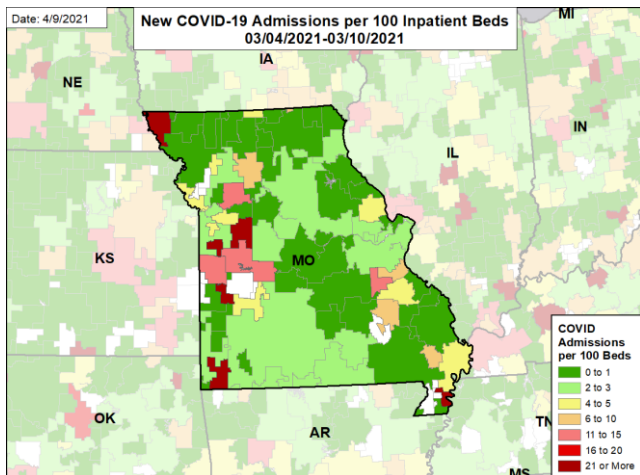 Date: 4/9/2021
New COVID-19 Admissions per 100 Inpatient Beds
03/04/2021-03/10/2021
MI
IA
NE
IN
IL
KS
MO
COVID
Admissions
per 100 Beds
0 to 1
2 to 3
4 to 5
6 to 10
11 to 15
16 to 20
21 or More
OK
AR
TN
MS